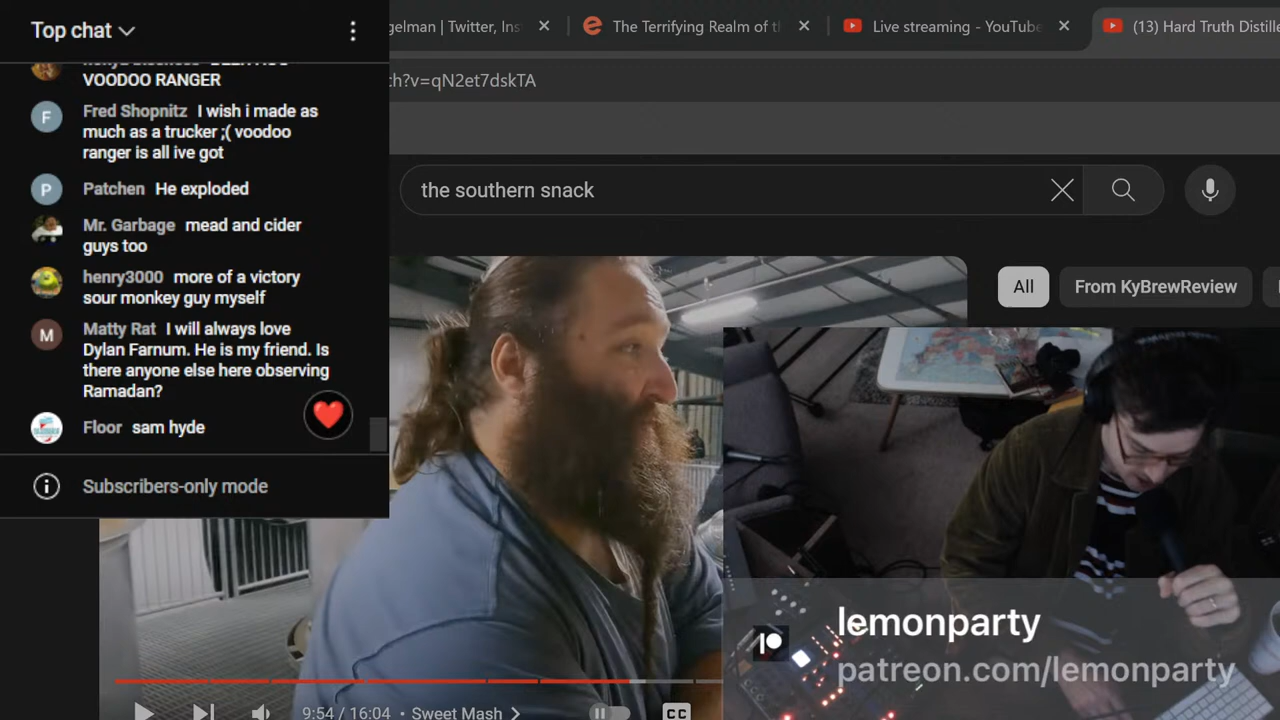 Top chat
VOODOO RANGER
Fred Shopnitz I wish i made as
much as a trucker ;( voodoo
ranger is all ive got
Patchen He exploded
Mr. Garbage mead and cider
guys too
henry3000 more of a victory
sour monkey guy myself
Matty Rat I will always love
Dylan Farnum. He is my friend. Is
there anyone else here observing
Ramadan?
Floor sam hyde
Subscribers-only mode
gelman | Twitter, Ins
The Terrifying Realm of t
Live streaming - YouTube
(13) Hard Truth Distille
ch?v=qN2et7dskTA
the southern snack
All
From KyBrewReview
lemonparty
patreon.com/lemonparty
9:54 / 16:04 • Sweet Mash
CC